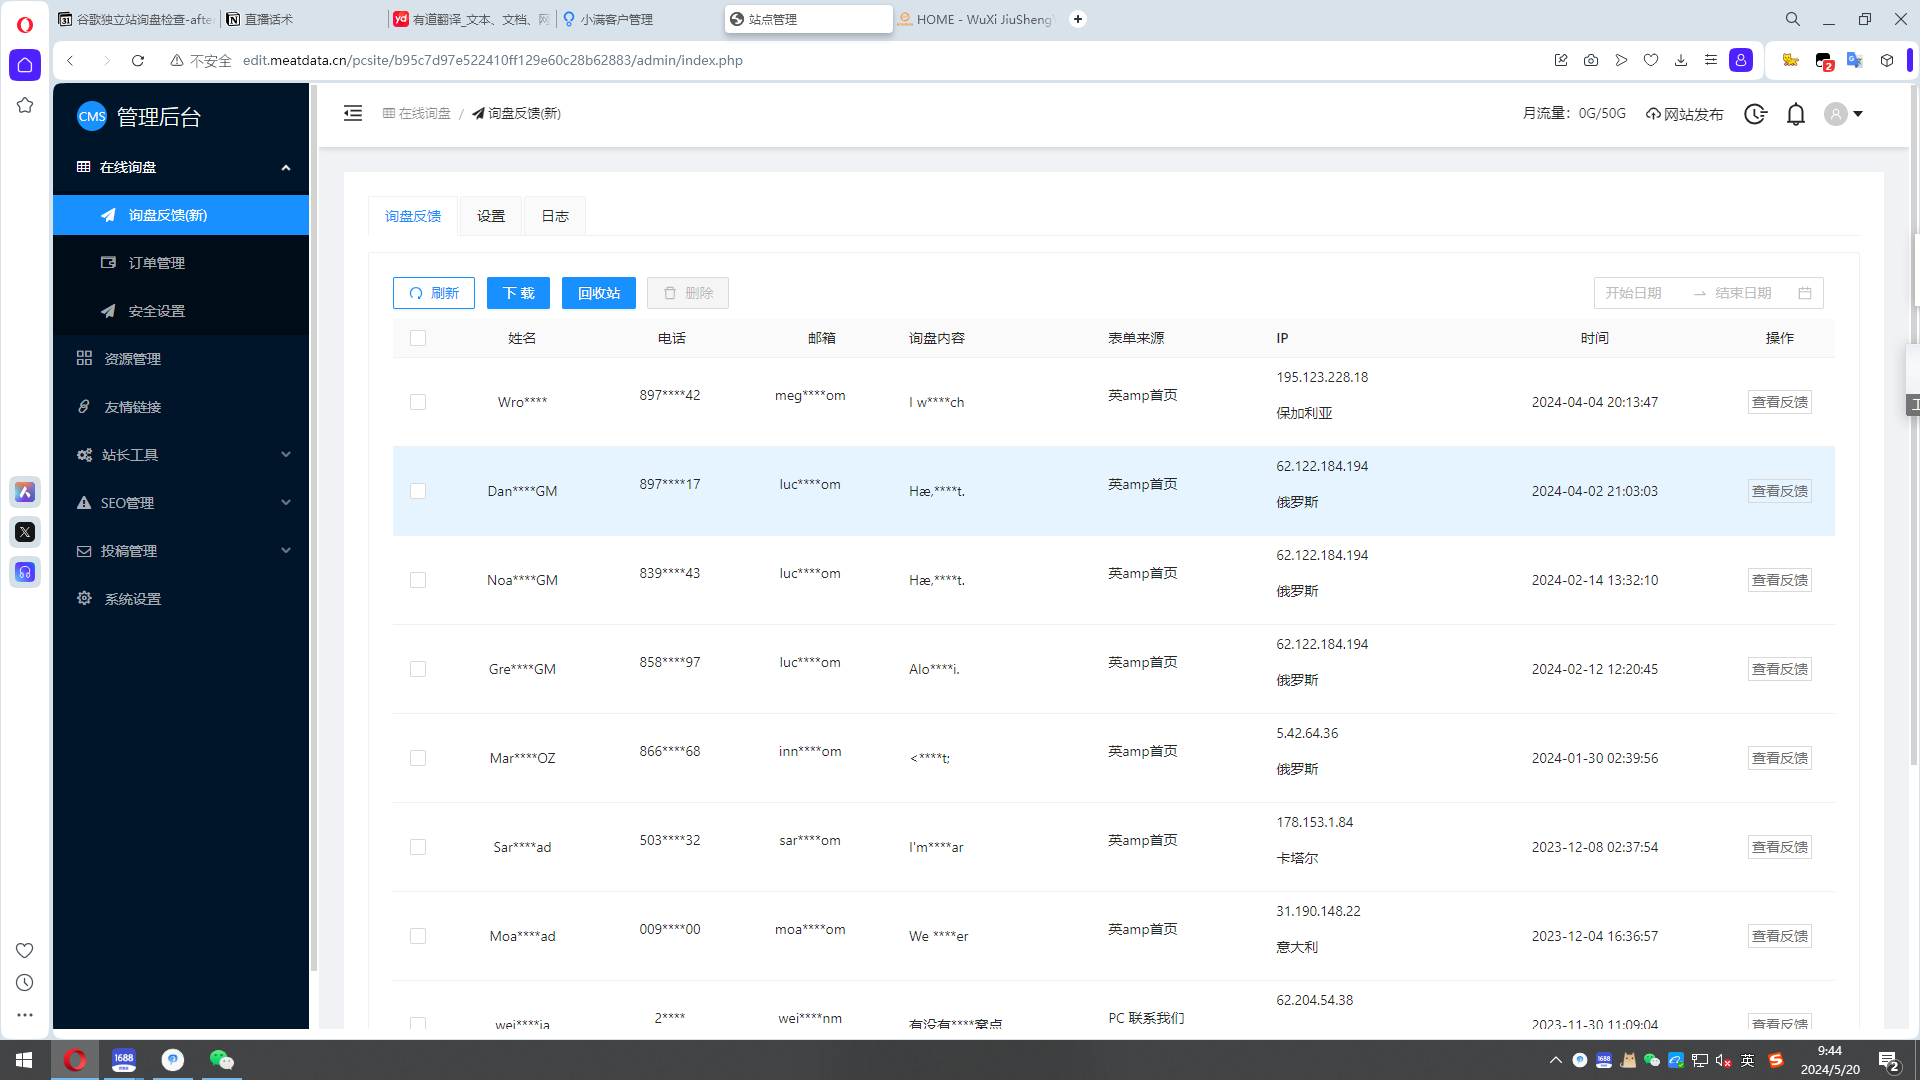 谷歌独立站询盘检查-afte
直播话术
有道翻译_文本、文档、网
小满客户管理
站点管理
HOME - WuXi JiuShengY
不安全 edit.meatdata.cn/pcsite/b95c7d97e522410ff129e60c28b62883/admin/index.php
2
CMS 管理后台
在线询盘
询盘反馈(新)
订单管理
安全设置
资源管理
友情链接
站长工具
SEO管理
投稿管理
系统设置
在线询盘 / 询盘反馈(新)
月流量: 0G/50G 网站发布
询盘反馈 设置 日志
刷新 下 载 回收站 删除 开始日期 → 结束日期
姓名 电话 邮箱 询盘内容 表单来源 IP 时间 操作
Wro**** 897****42 meg****om I w****ch 英amp首页 195.123.228.18 保加利亚 2024-04-04 20:13:47 查看反馈
Dan****GM 897****17 luc****om Hæ,****t. 英amp首页 62.122.184.194 俄罗斯 2024-04-02 21:03:03 查看反馈
Noa****GM 839****43 luc****om Hæ,****t. 英amp首页 62.122.184.194 俄罗斯 2024-02-14 13:32:10 查看反馈
Gre****GM 858****97 luc****om Alo****i. 英amp首页 62.122.184.194 俄罗斯 2024-02-12 12:20:45 查看反馈
Mar****OZ 866****68 inn****om <****t; 英amp首页 5.42.64.36 俄罗斯 2024-01-30 02:39:56 查看反馈
Sar****ad 503****32 sar****om I'm****ar 英amp首页 178.153.1.84 卡塔尔 2023-12-08 02:37:54 查看反馈
Moa****ad 009****00 moa****om We ****er 英amp首页 31.190.148.22 意大利 2023-12-04 16:36:57 查看反馈
wei****ia 2**** wei****nm 有没有****窝点 PC 联系我们 62.204.54.38 2023-11-30 11:09:04 查看反馈
1688
1688
英
9:44
2024/5/20
2